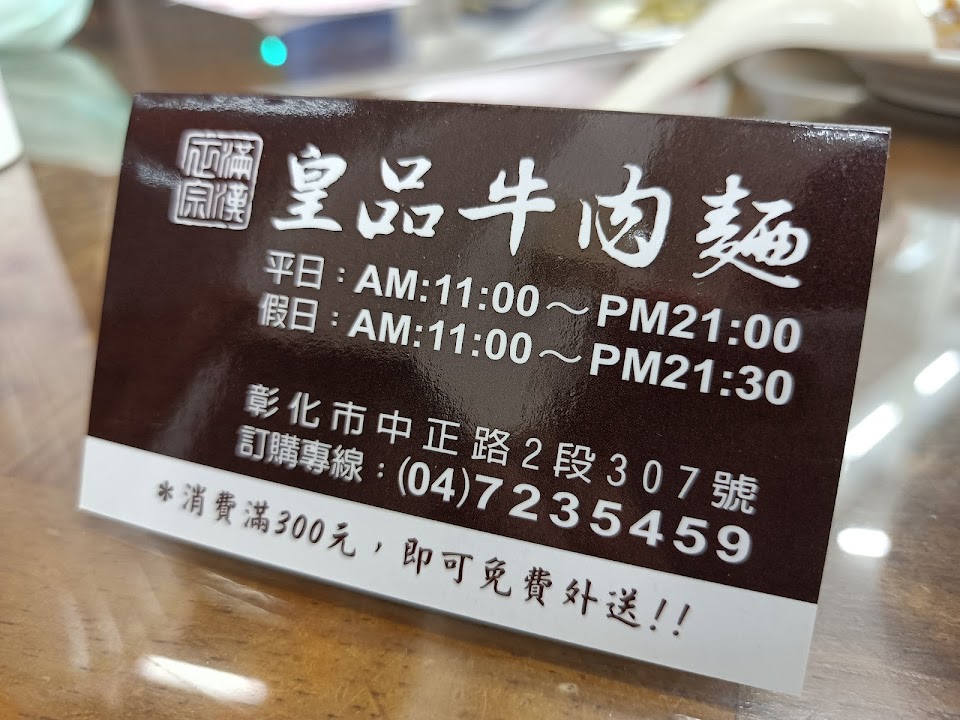 滿漢正宗
皇品牛肉麵
平日：AM:11:00～PM21:00
假日：AM:11:00～PM21:30
彰化市中正路2段307號
訂購專線：(04)7235459
＊消費滿300元，即可免費外送!!